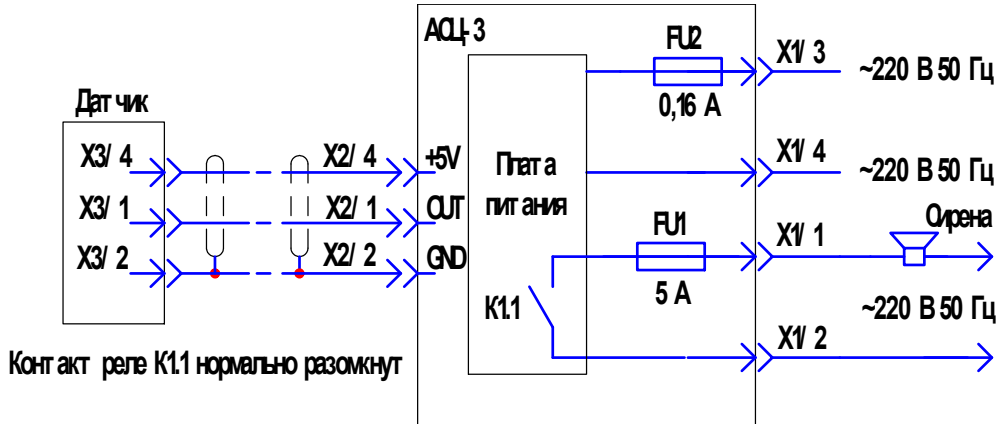 АСЦ-3
FU2
0,16 А
X1/3
~220 В 50 Гц
Датчик
X3/4
X2/4
+5V
Плата
питания
X1/4
~220 В 50 Гц
X3/1
X2/1
OUT
FU1
5 А
X1/1
Сирена
X3/2
X2/2
GND
К1.1
~220 В 50 Гц
X1/2
Контакт реле К1.1 нормально разомкнут